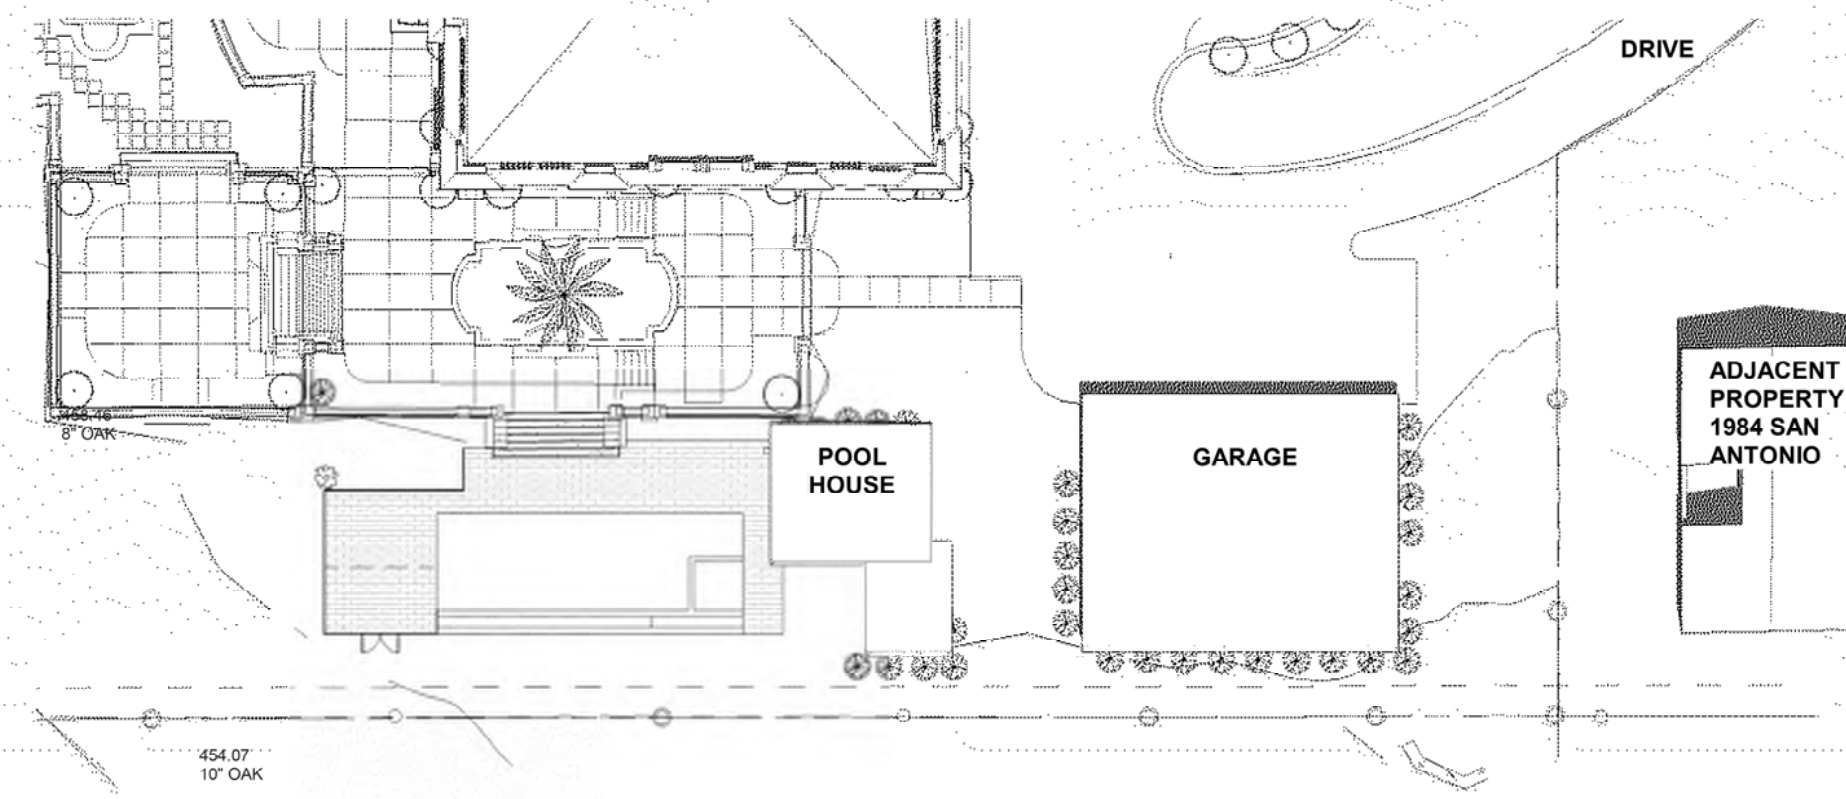 DRIVE
ADJACENT
PROPERTY
1984 SAN
ANTONIO
8" OAK
POOL
HOUSE
GARAGE
454.07
10" OAK